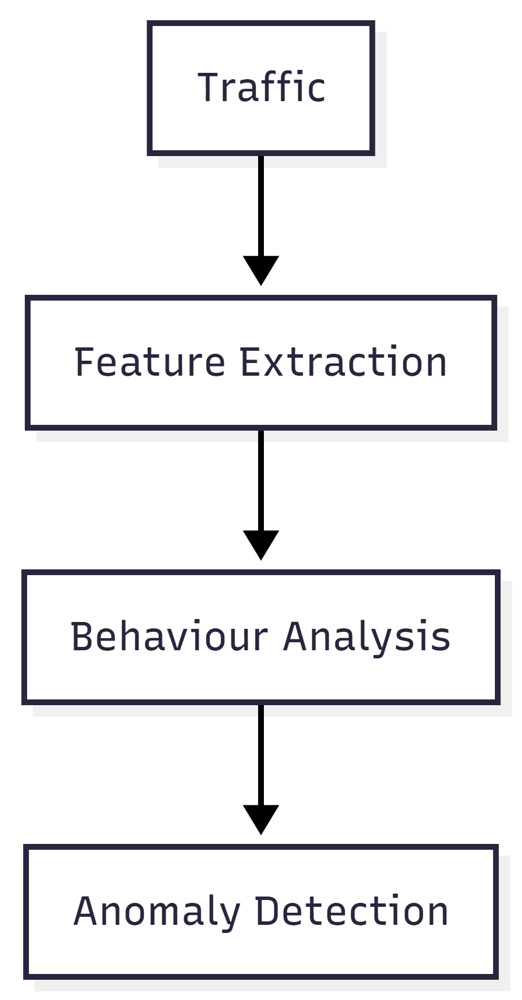 Traffic
Feature Extraction
Behaviour Analysis
Anomaly Detection